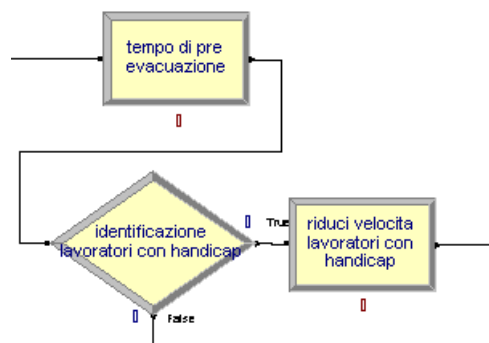 tempo di pre
evacuazione
identificazione
lavoratori con handicap
True
riduci velocita
lavoratori con
handicap
False